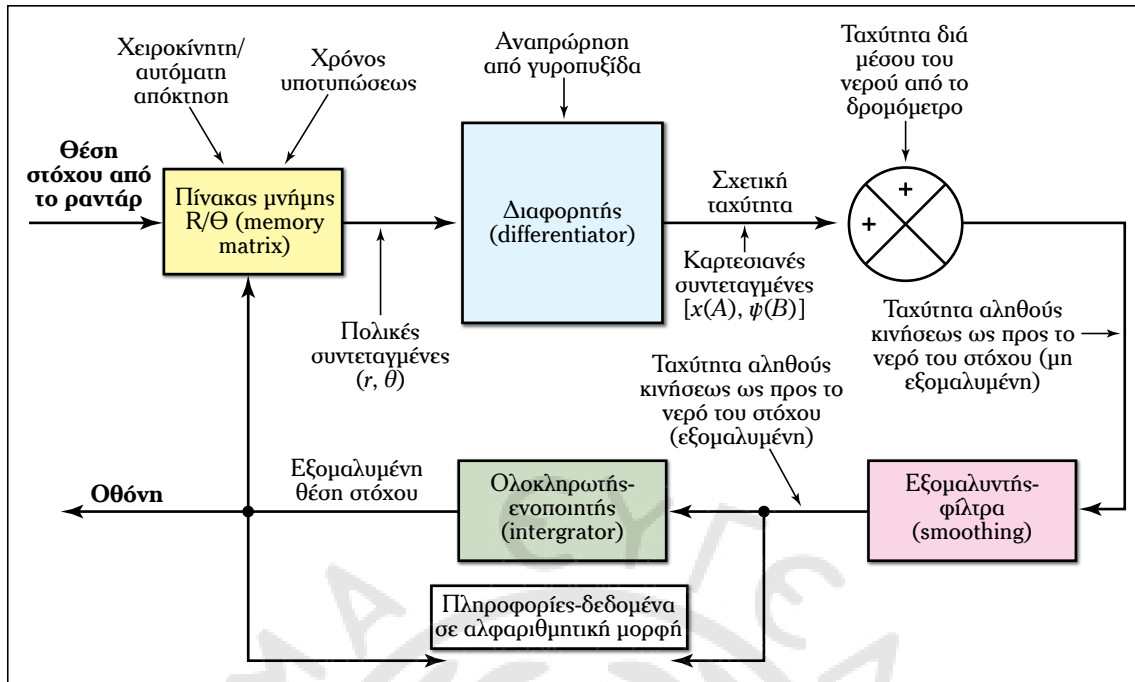 Χειροκίνητη/
αυτόματη
απόκτηση
Χρόνος
υποτυπώσεως
Αναπρώρηση
από γυροπυξίδα
Ταχύτητα διά
μέσου του
νερού από το
δρομόμετρο
Θέση
στόχου από
το ραντάρ
Πίνακας μνήμης
R/Θ (memory
matrix)
Διαφορητής
(differentiator)
Σχετική
ταχύτητα
+
+
Καρτεσιανές
συντεταγμένες
[x(A), ψ(B)]
Πολικές
συντεταγμένες
(r, θ)
Ταχύτητα αληθούς
κινήσεως ως προς το
νερό του στόχου (μη
εξομαλυμένη)
Ταχύτητα αληθούς
κινήσεως ως προς το
νερό του στόχου
(εξομαλυμένη)
Οθόνη
Εξομαλυμένη
θέση στόχου
Ολοκληρωτής-
ενοποιητής
(intergrator)
Εξομαλυντής-
φίλτρα
(smoothing)
Πληροφορίες-δεδομένα
σε αλφαριθμητική μορφή